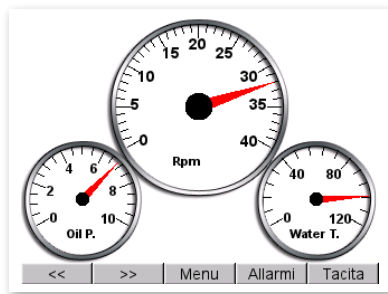 0 5 10 15 20 25 30 35 40
Rpm
0 2 4 6 8 10
Oil P.
0 40 80 120
Water T.
<< >> Menu Allarmi Tacita